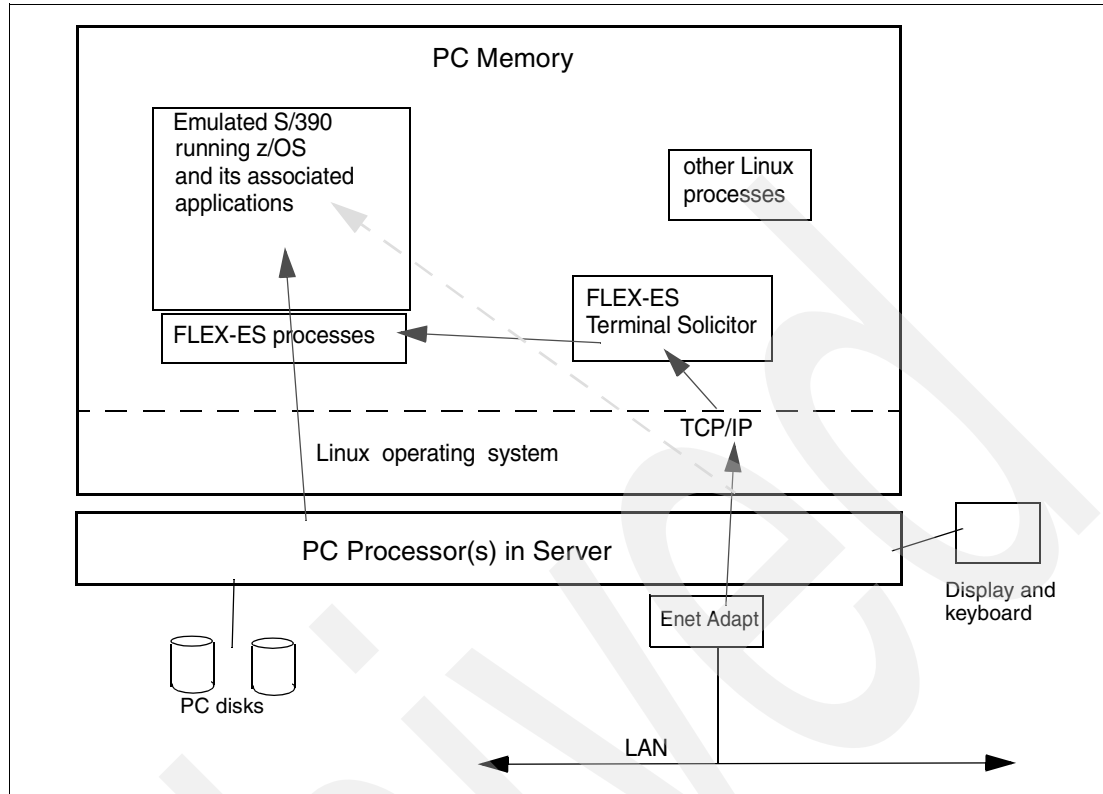 PC Memory
Emulated S/390
running z/OS
and its associated
applications
other Linux
processes
FLEX-ES
Terminal Solicitor
FLEX-ES processes
TCP/IP
Linux operating system
PC Processor(s) in Server
Display and
keyboard
Enet Adapt
PC disks
LAN